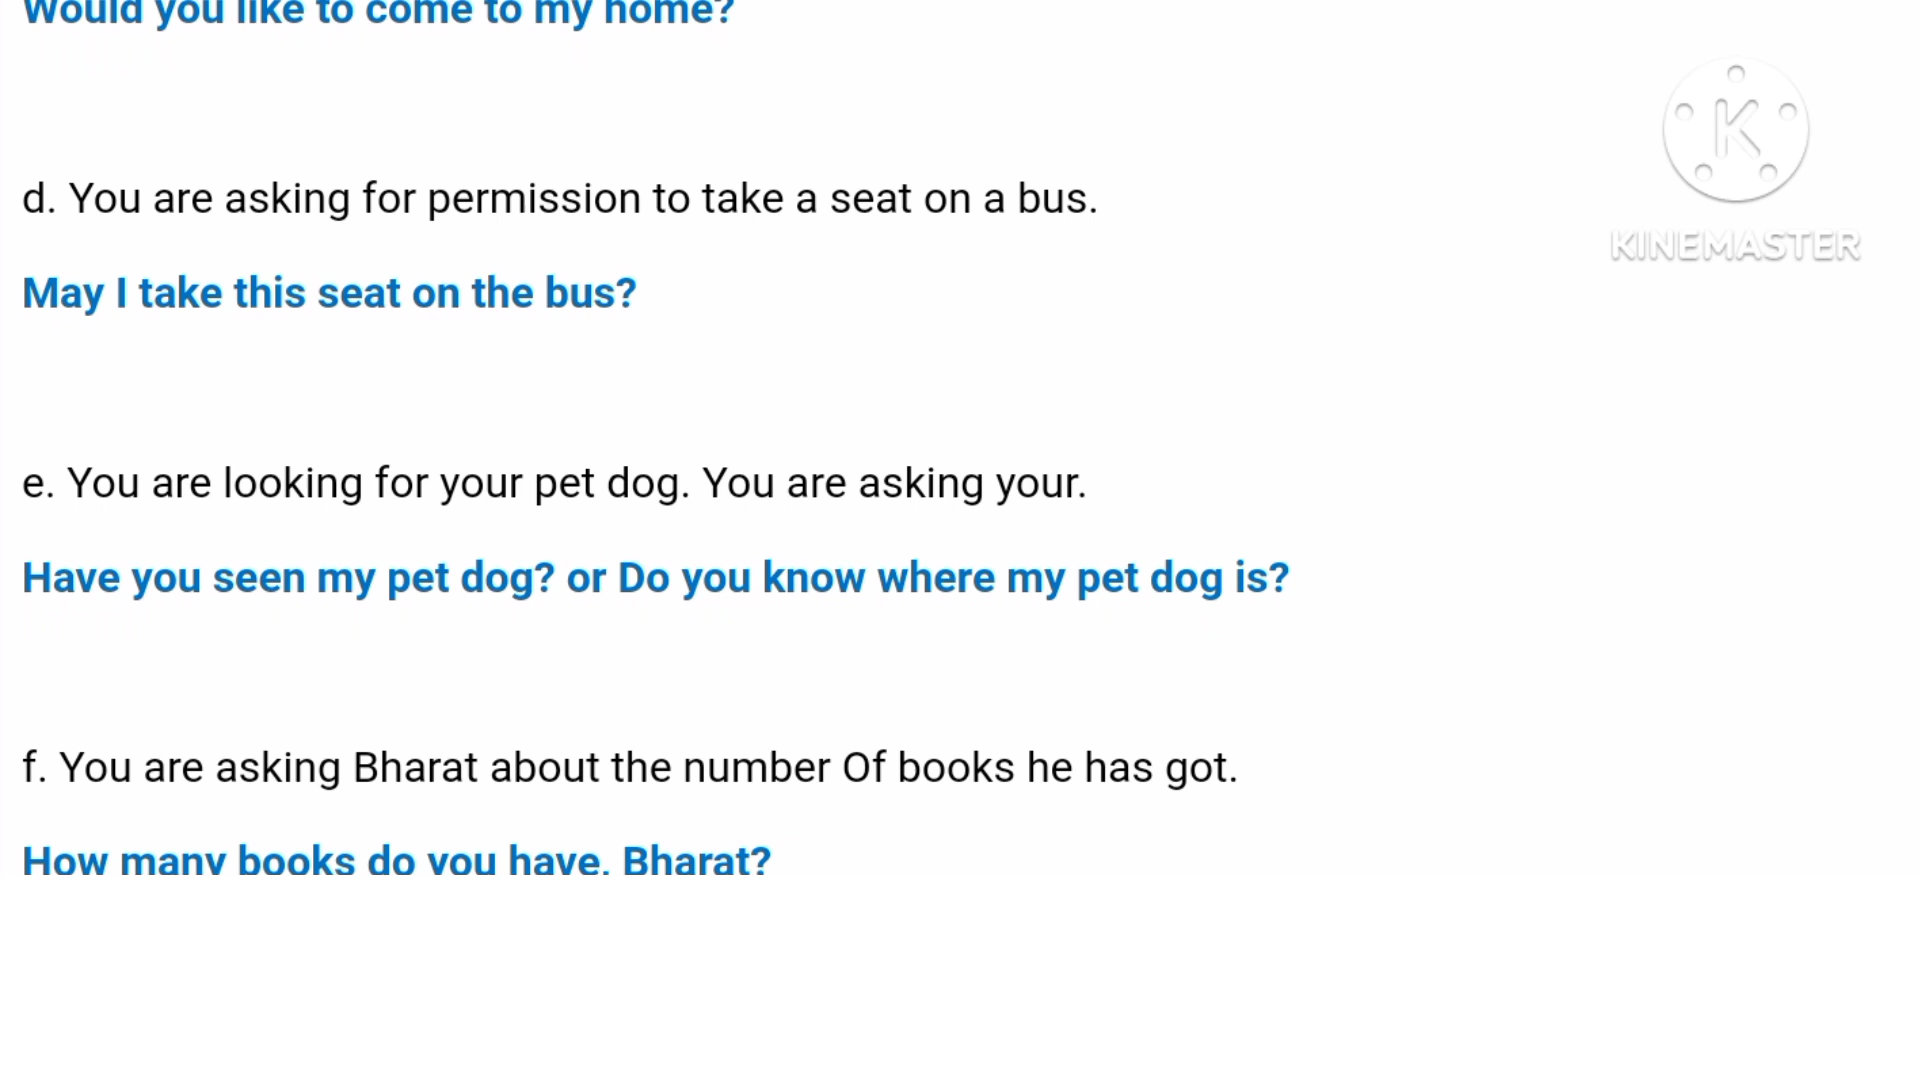 Would you like to come to my home?
d. You are asking for permission to take a seat on a bus.
May I take this seat on the bus?
e. You are looking for your pet dog. You are asking your.
Have you seen my pet dog? or Do you know where my pet dog is?
f. You are asking Bharat about the number Of books he has got.
How many books do you have, Bharat?
K
KINEMASTER